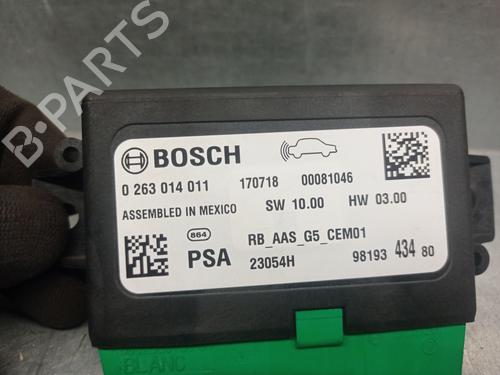 BOSCH
0 263 014 011 170718 00081046
ASSEMBLED IN MEXICO SW 10.00 HW 03.00
864 RB_AAS_G5_CEM01
PSA 23054H 98193 434 80
BLANC
B-PARTS